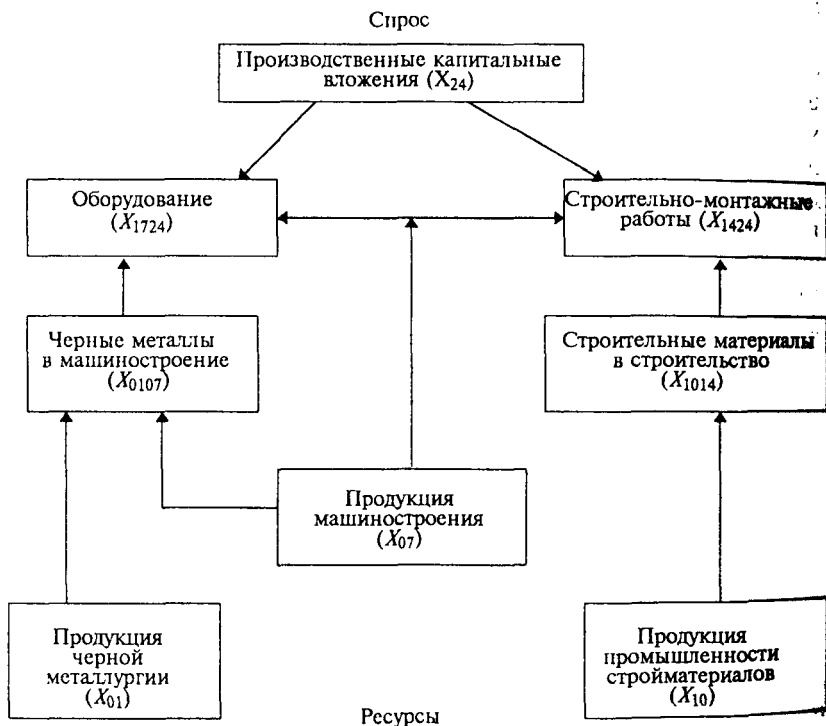 Спрос
Производственные капитальные
вложения (X₂₄)
Оборудование
(X₁₇₂₄)
Строительно-монтажные
работы (X₁₄₂₄)
Черные металлы
в машиностроение
(X₀₁₀₇)
Строительные материалы
в строительство
(X₁₀₁₄)
Продукция
машиностроения
(X₀₇)
Продукция
черной
металлургии
(X₀₁)
Продукция
промышленности
стройматериалов
(X₁₀)
Ресурсы